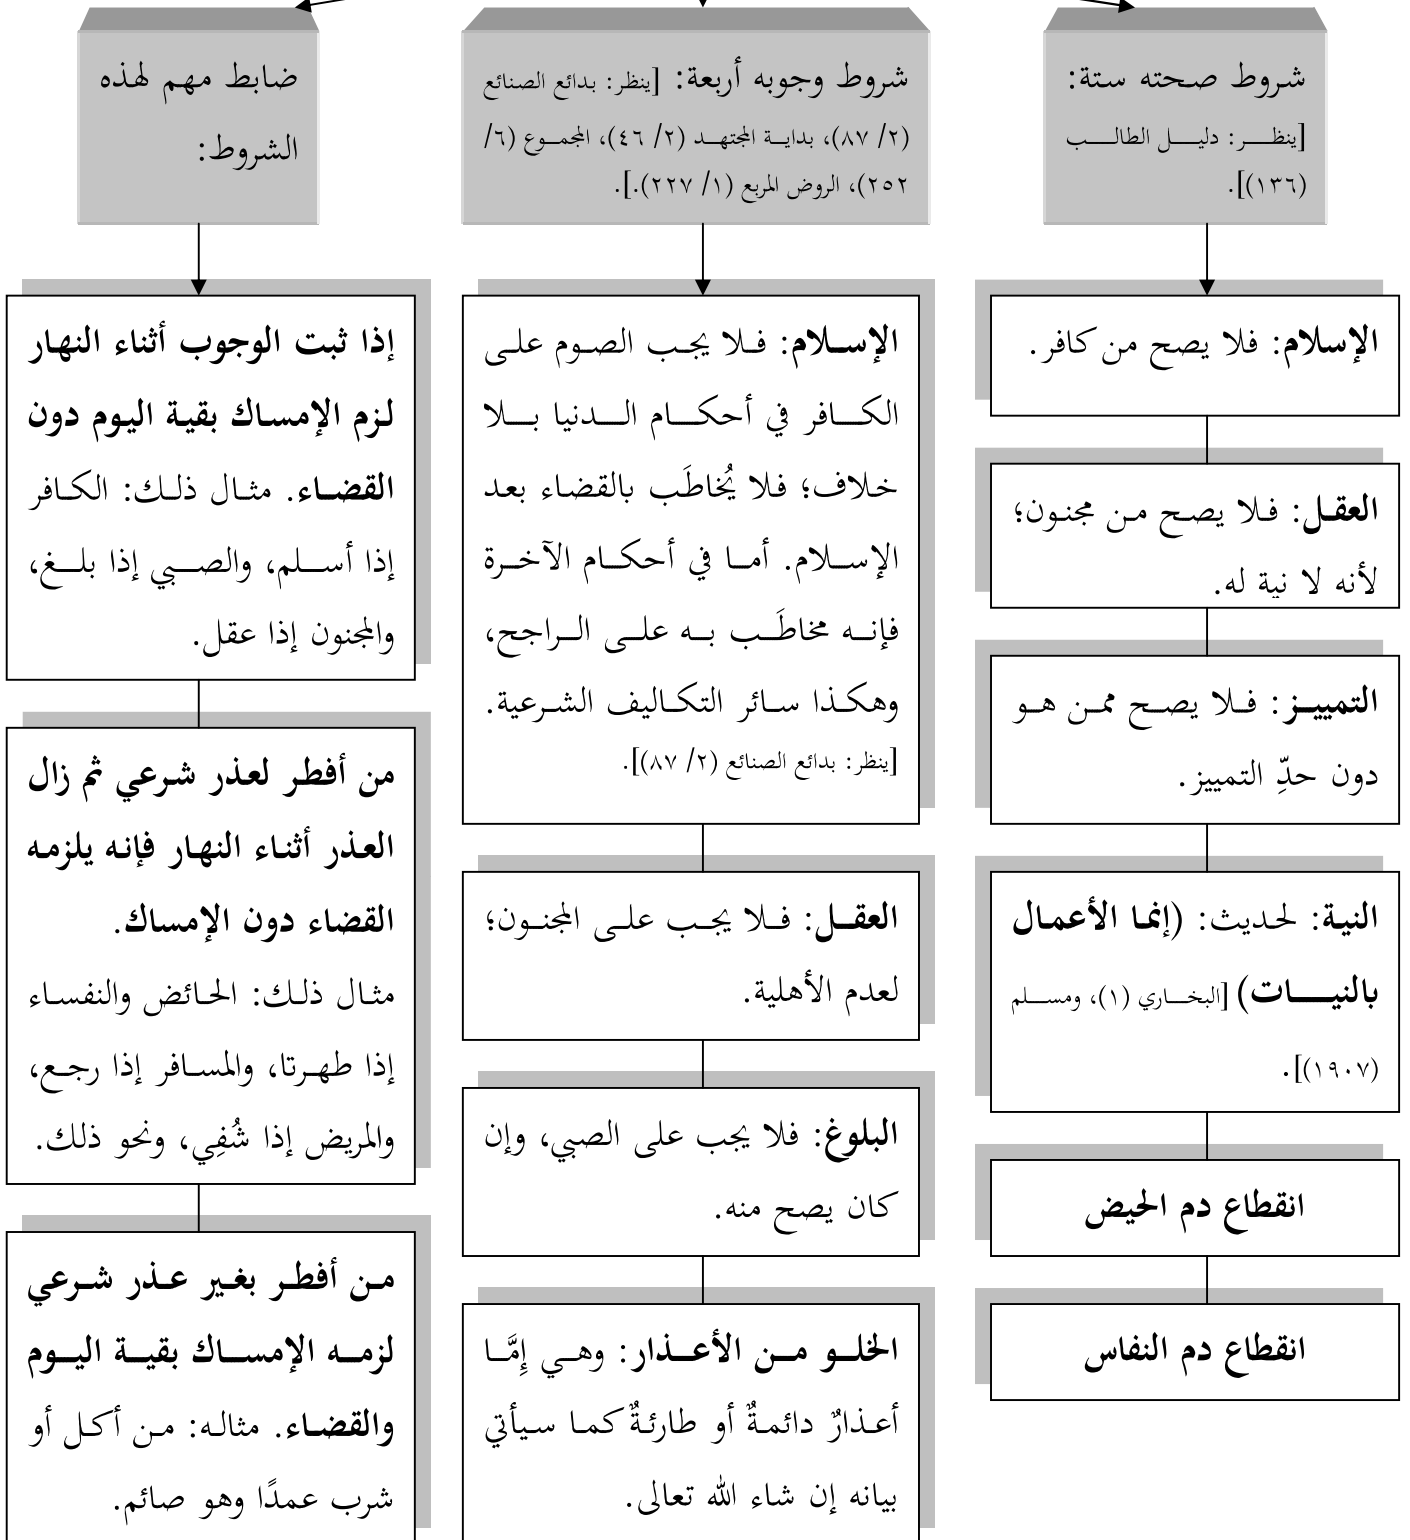 شروط صحته ستة:
[ينظر: دليل الطالب
(١٣٦)].
الإسلام: فلا يصح من كافر.
العقل: فلا يصح من مجنون؛
لأنه لا نية له.
التمييز: فلا يصح ممن هو
دون حدِّ التمييز.
النية: لحديث: (إنما الأعمال
بالنيات) [البخاري (١)، ومسلم
(١٩٠٧)].
انقطاع دم الحيض
انقطاع دم النفاس
شروط وجوبه أربعة: [ينظر: بدائع الصنائع
(٢/ ٨٧)، بداية المجتهد (٢/ ٤٦)، المجموع (٦/
٢٥٢)، الروض المربع (١/ ٢٢٧).].
الإسلام: فلا يجب الصوم على
الكافر في أحكام الدنيا بلا
خلاف؛ فلا يُخاطَب بالقضاء بعد
الإسلام. أما في أحكام الآخرة
فإنه مخاطَب به على الراجح،
وهكذا سائر التكاليف الشرعية.
[ينظر: بدائع الصنائع (٢/ ٨٧)].
العقل: فلا يجب على المجنون؛
لعدم الأهلية.
البلوغ: فلا يجب على الصبي، وإن
كان يصح منه.
الخلو من الأعذار: وهي إِمَّا
أعذارٌ دائمةٌ أو طارئةٌ كما سيأتي
بيانه إن شاء الله تعالى.
ضابط مهم لهذه
الشروط:
إذا ثبت الوجوب أثناء النهار
لزم الإمساك بقية اليوم دون
القضاء. مثال ذلك: الكافر
إذا أسلم، والصبي إذا بلغ،
والمجنون إذا عقل.
من أفطر لعذر شرعي ثم زال
العذر أثناء النهار فإنه يلزمه
القضاء دون الإمساك.
مثال ذلك: الحائض والنفساء
إذا طهرتا، والمسافر إذا رجع،
والمريض إذا شُفِي، ونحو ذلك.
من أفطر بغير عذر شرعي
لزمه الإمساك بقية اليوم
والقضاء. مثاله: من أكل أو
شرب عمدًا وهو صائم.